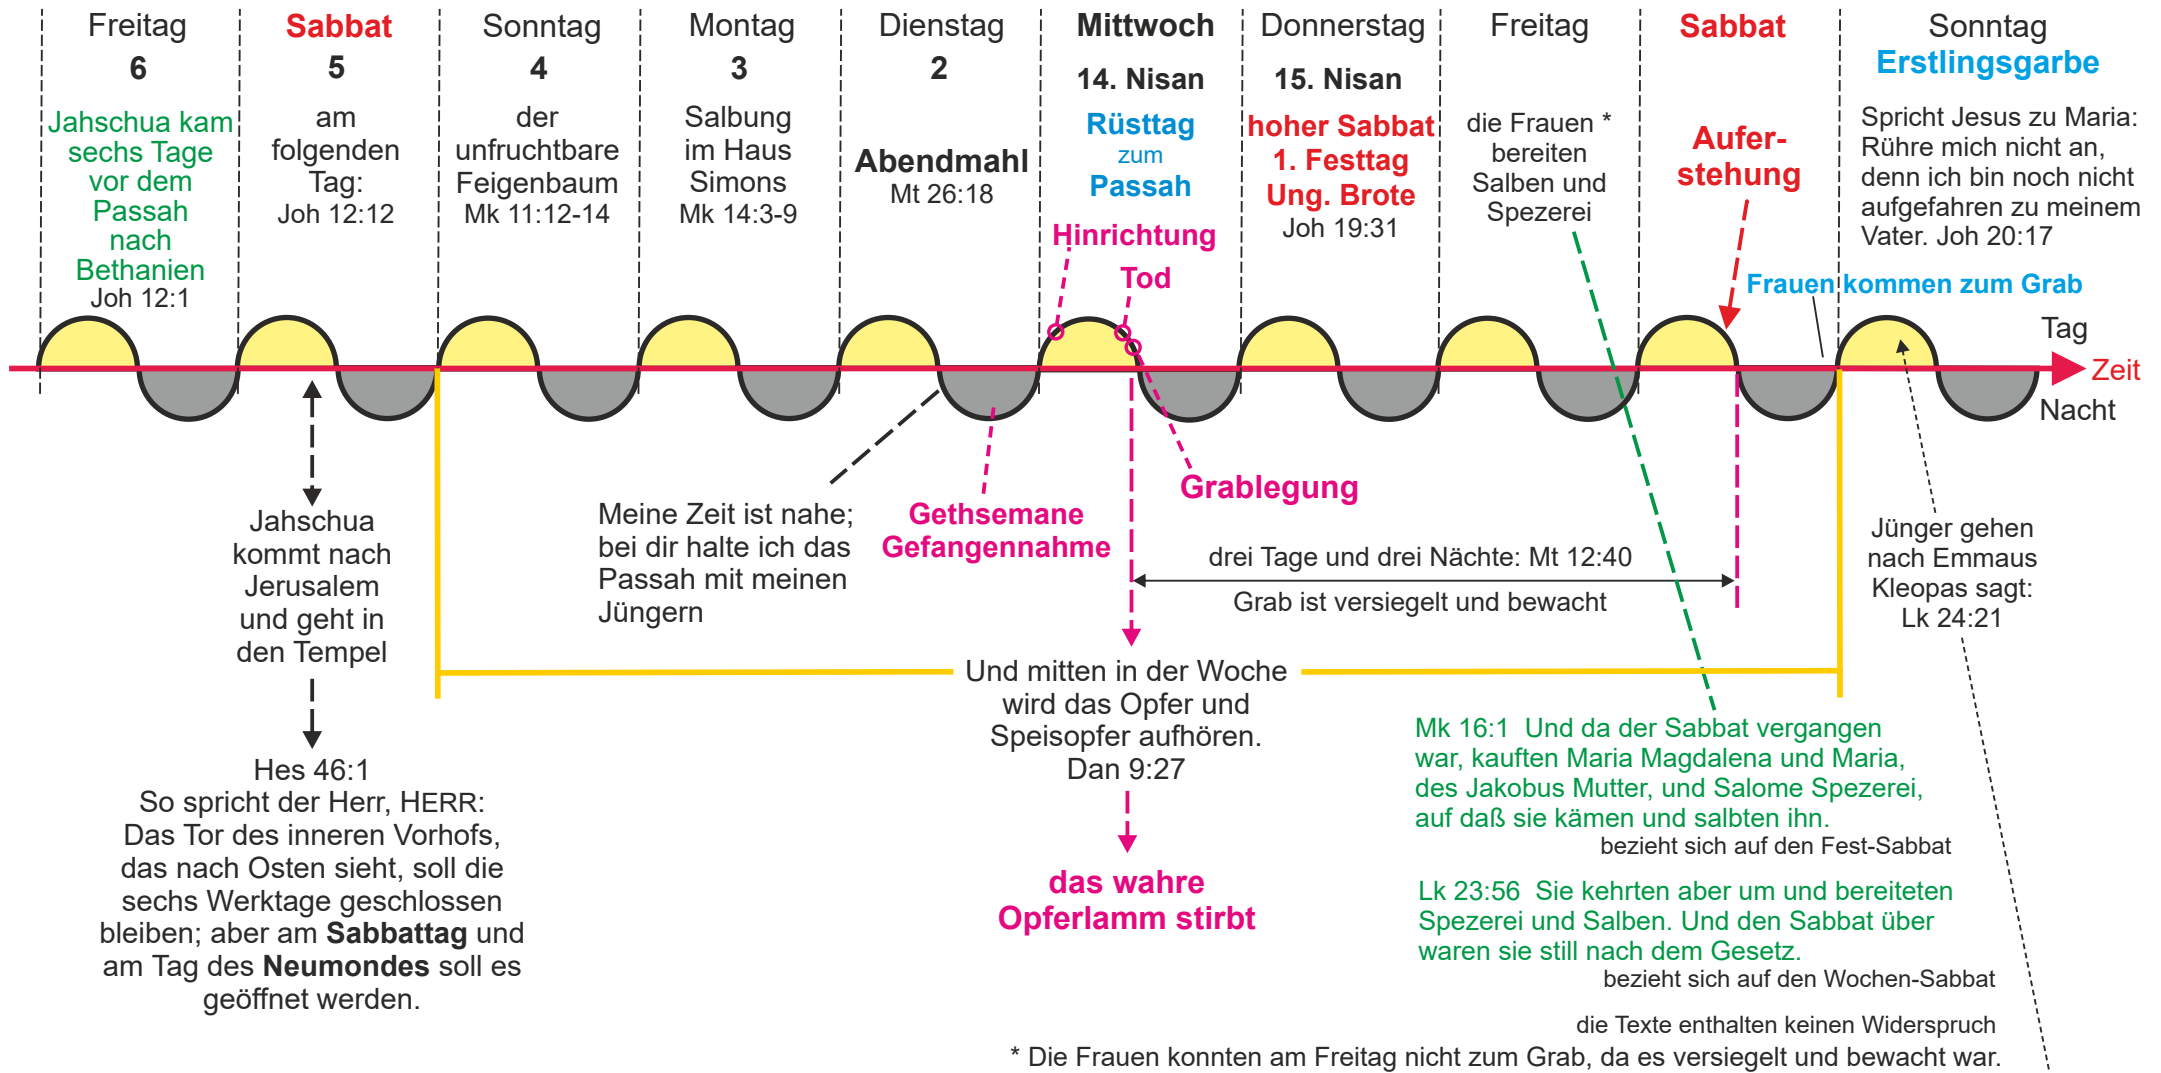 Freitag
6
Jahschua kam
sechs Tage
vor dem
Passah
nach
Bethanien
Joh 12:1
Sabbat
5
am
folgenden
Tag:
Joh 12:12
Sonntag
4
der
unfruchtbare
Feigenbaum
Mk 11:12-14
Montag
3
Salbung
im Haus
Simons
Mk 14:3-9
Dienstag
2
Abendmahl
Mt 26:18
Mittwoch
14. Nisan
Rüsttag
zum
Passah
Hinrichtung
Tod
Donnerstag
15. Nisan
hoher Sabbat
1. Festtag
Ung. Brote
Joh 19:31
Freitag
die Frauen *
bereiten
Salben und
Spezerei
Sabbat
Aufer-
stehung
Sonntag
Erstlingsgarbe
Spricht Jesus zu Maria:
Rühre mich nicht an,
denn ich bin noch nicht
aufgefahren zu meinem
Vater. Joh 20:17
Frauen kommen zum Grab
Tag
Zeit
Nacht
Jahschua
kommt nach
Jerusalem
und geht in
den Tempel
Hes 46:1
So spricht der Herr, HERR:
Das Tor des inneren Vorhofs,
das nach Osten sieht, soll die
sechs Werktage geschlossen
bleiben; aber am Sabbattag und
am Tag des Neumondes soll es
geöffnet werden.
Meine Zeit ist nahe;
bei dir halte ich das
Passah mit meinen
Jüngern
Gethsemane
Gefangennahme
Grablegung
drei Tage und drei Nächte: Mt 12:40
Grab ist versiegelt und bewacht
Und mitten in der Woche
wird das Opfer und
Speisopfer aufhören.
Dan 9:27
das wahre
Opferlamm stirbt
Jünger gehen
nach Emmaus
Kleopas sagt:
Lk 24:21
Mk 16:1 Und da der Sabbat vergangen
war, kauften Maria Magdalena und Maria,
des Jakobus Mutter, und Salome Spezerei,
auf daß sie kämen und salbten ihn.
bezieht sich auf den Fest-Sabbat
Lk 23:56 Sie kehrten aber um und bereiteten
Spezerei und Salben. Und den Sabbat über
waren sie still nach dem Gesetz.
bezieht sich auf den Wochen-Sabbat
die Texte enthalten keinen Widerspruch
* Die Frauen konnten am Freitag nicht zum Grab, da es versiegelt und bewacht war.